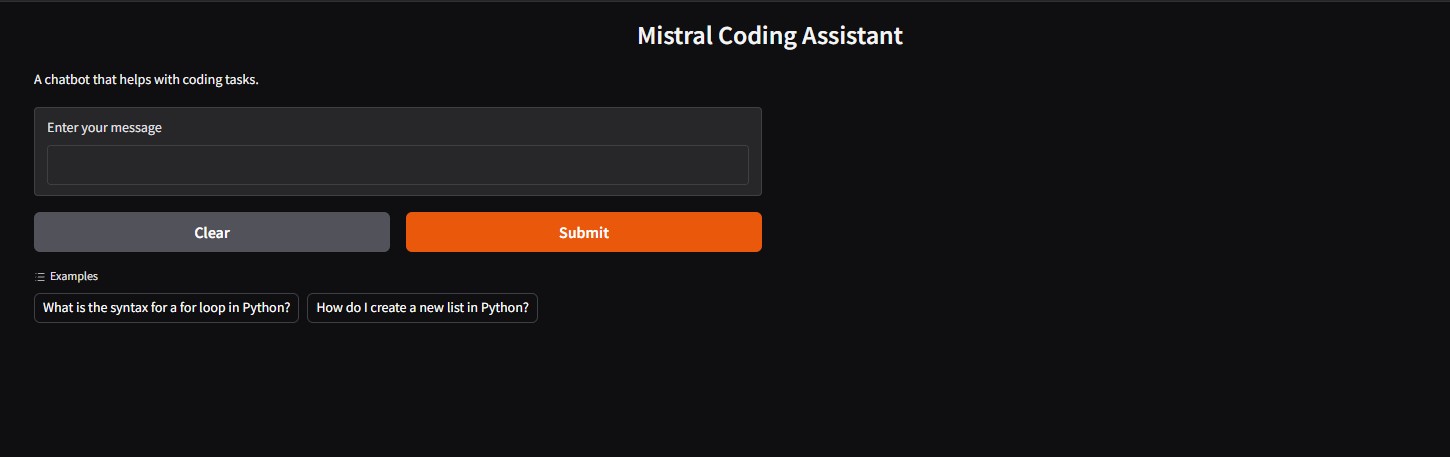 Mistral Coding Assistant
A chatbot that helps with coding tasks.
Enter your message
Clear
Submit
Examples
What is the syntax for a for loop in Python?
How do I create a new list in Python?